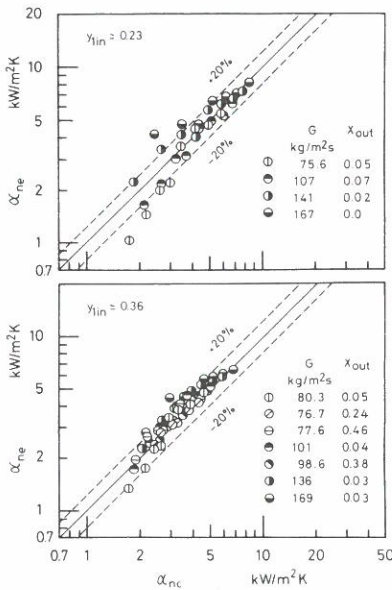 20
y₁ᵢₙ ≃ 0.23
+20%
10
kW/m²K
5
-20%
G xₒᵤₜ
kg/m²s
75.6 0.05
107 0.07
141 0.02
167 0.0
αₙₑ
2
1
0.7
y₁ᵢₙ ≃ 0.36
+20%
10
kW/m²K
5
-20%
G xₒᵤₜ
kg/m²s
80.3 0.05
76.7 0.24
77.6 0.46
101 0.04
98.6 0.38
136 0.03
169 0.03
αₙₑ
2
1
0.7
0.7 1 2 5 10 20 50
αₙc kW/m²K